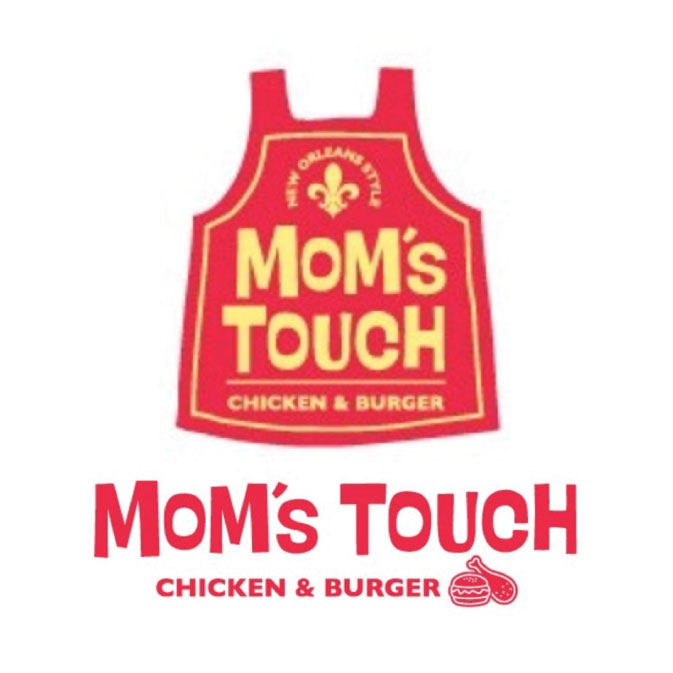 NEW ORLEANS STYLE
MOM'S
TOUCH
CHICKEN & BURGER
MOM'S TOUCH
CHICKEN & BURGER